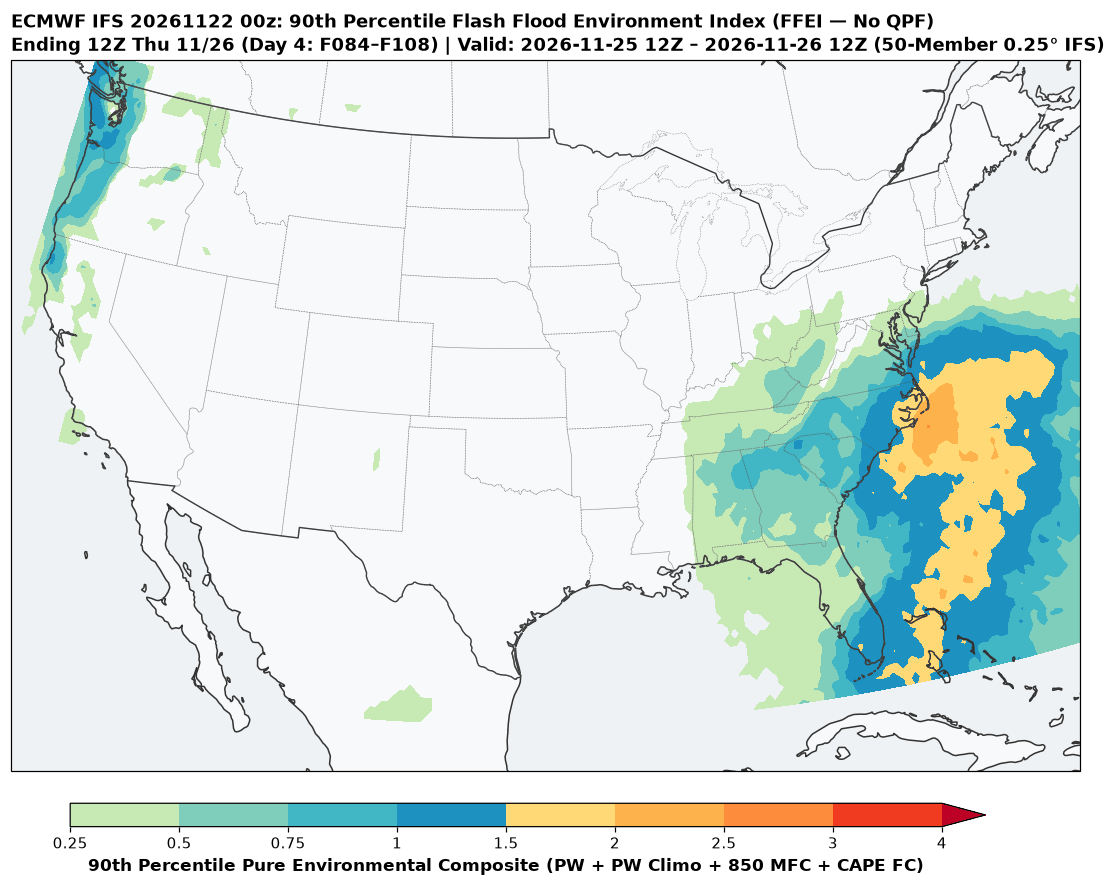 ECMWF IFS 20261122 00z: 90th Percentile Flash Flood Environment Index (FFEI — No QPF)
Ending 12Z Thu 11/26 (Day 4: F084–F108) | Valid: 2026-11-25 12Z – 2026-11-26 12Z (50-Member 0.25° IFS)
0.25 0.5 0.75 1 1.5 2 2.5 3 4
90th Percentile Pure Environmental Composite (PW + PW Climo + 850 MFC + CAPE FC)